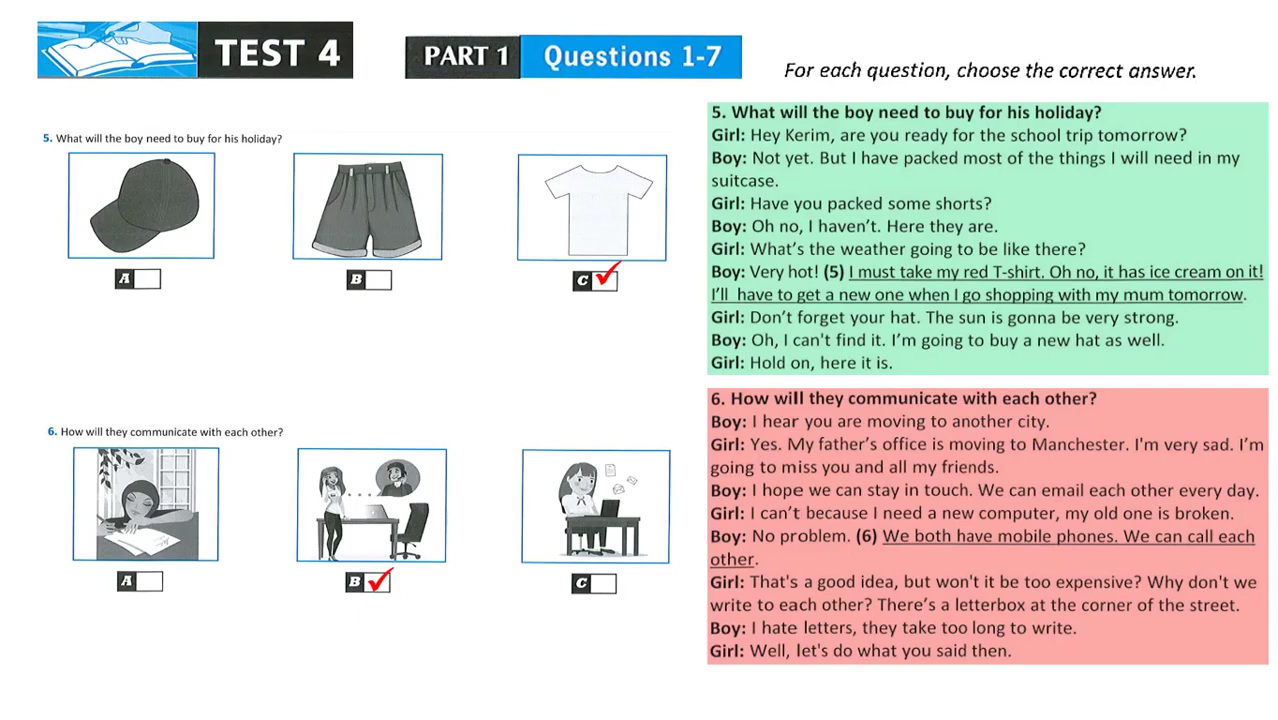 TEST 4
PART 1 Questions 1-7
For each question, choose the correct answer.
5. What will the boy need to buy for his holiday?
A
B
C
6. How will they communicate with each other?
A
B
C
5. What will the boy need to buy for his holiday?
Girl: Hey Kerim, are you ready for the school trip tomorrow?
Boy: Not yet. But I have packed most of the things I will need in my
suitcase.
Girl: Have you packed some shorts?
Boy: Oh no, I haven't. Here they are.
Girl: What's the weather going to be like there?
Boy: Very hot! (5) I must take my red T-shirt. Oh no, it has ice cream on it!
I'll have to get a new one when I go shopping with my mum tomorrow.
Girl: Don't forget your hat. The sun is gonna be very strong.
Boy: Oh, I can't find it. I'm going to buy a new hat as well.
Girl: Hold on, here it is.
6. How will they communicate with each other?
Boy: I hear you are moving to another city.
Girl: Yes. My father's office is moving to Manchester. I'm very sad. I'm
going to miss you and all my friends.
Boy: I hope we can stay in touch. We can email each other every day.
Girl: I can't because I need a new computer, my old one is broken.
Boy: No problem. (6) We both have mobile phones. We can call each
other.
Girl: That's a good idea, but won't it be too expensive? Why don't we
write to each other? There's a letterbox at the corner of the street.
Boy: I hate letters, they take too long to write.
Girl: Well, let's do what you said then.